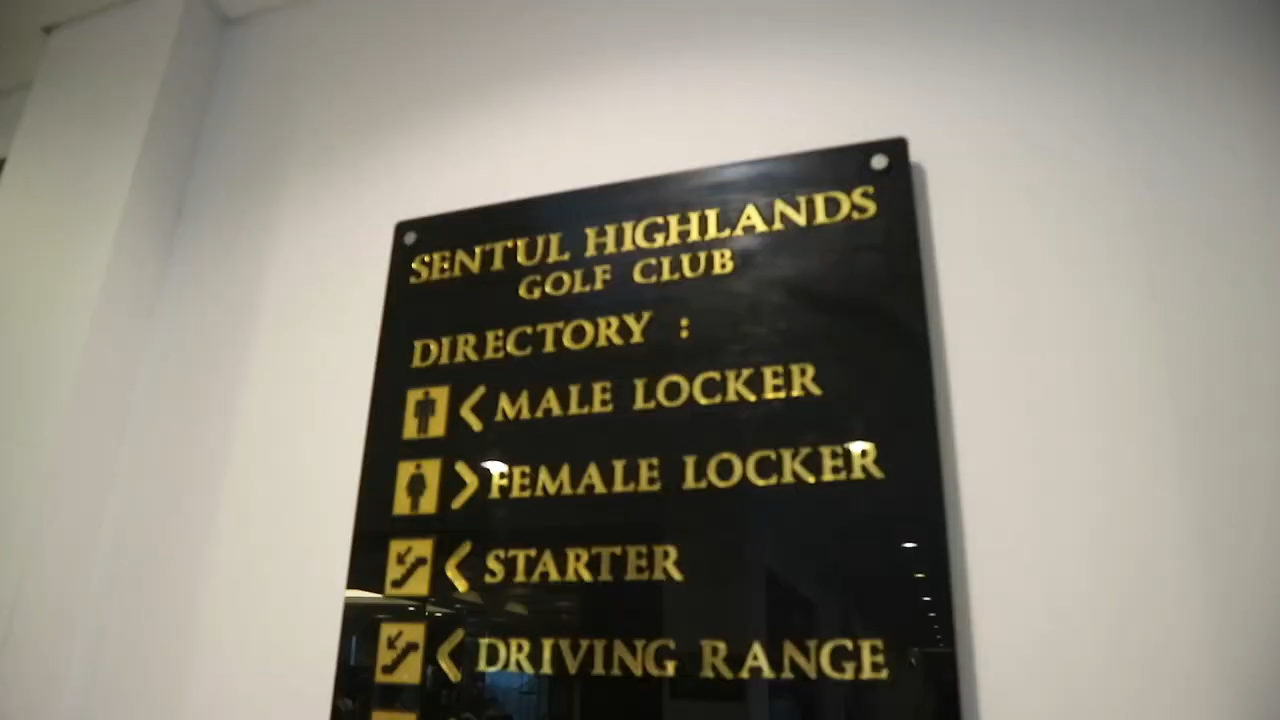 SENTUL HIGHLANDS
GOLF CLUB
DIRECTORY :
< MALE LOCKER
> FEMALE LOCKER
< STARTER
< DRIVING RANGE